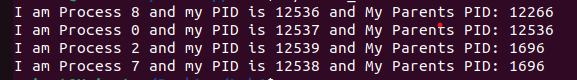 I am Process 8 and my PID is 12536 and My Parents PID: 12266
I am Process 0 and my PID is 12537 and My Parents PID: 12536
I am Process 2 and my PID is 12539 and My Parents PID: 1696
I am Process 7 and my PID is 12538 and My Parents PID: 1696